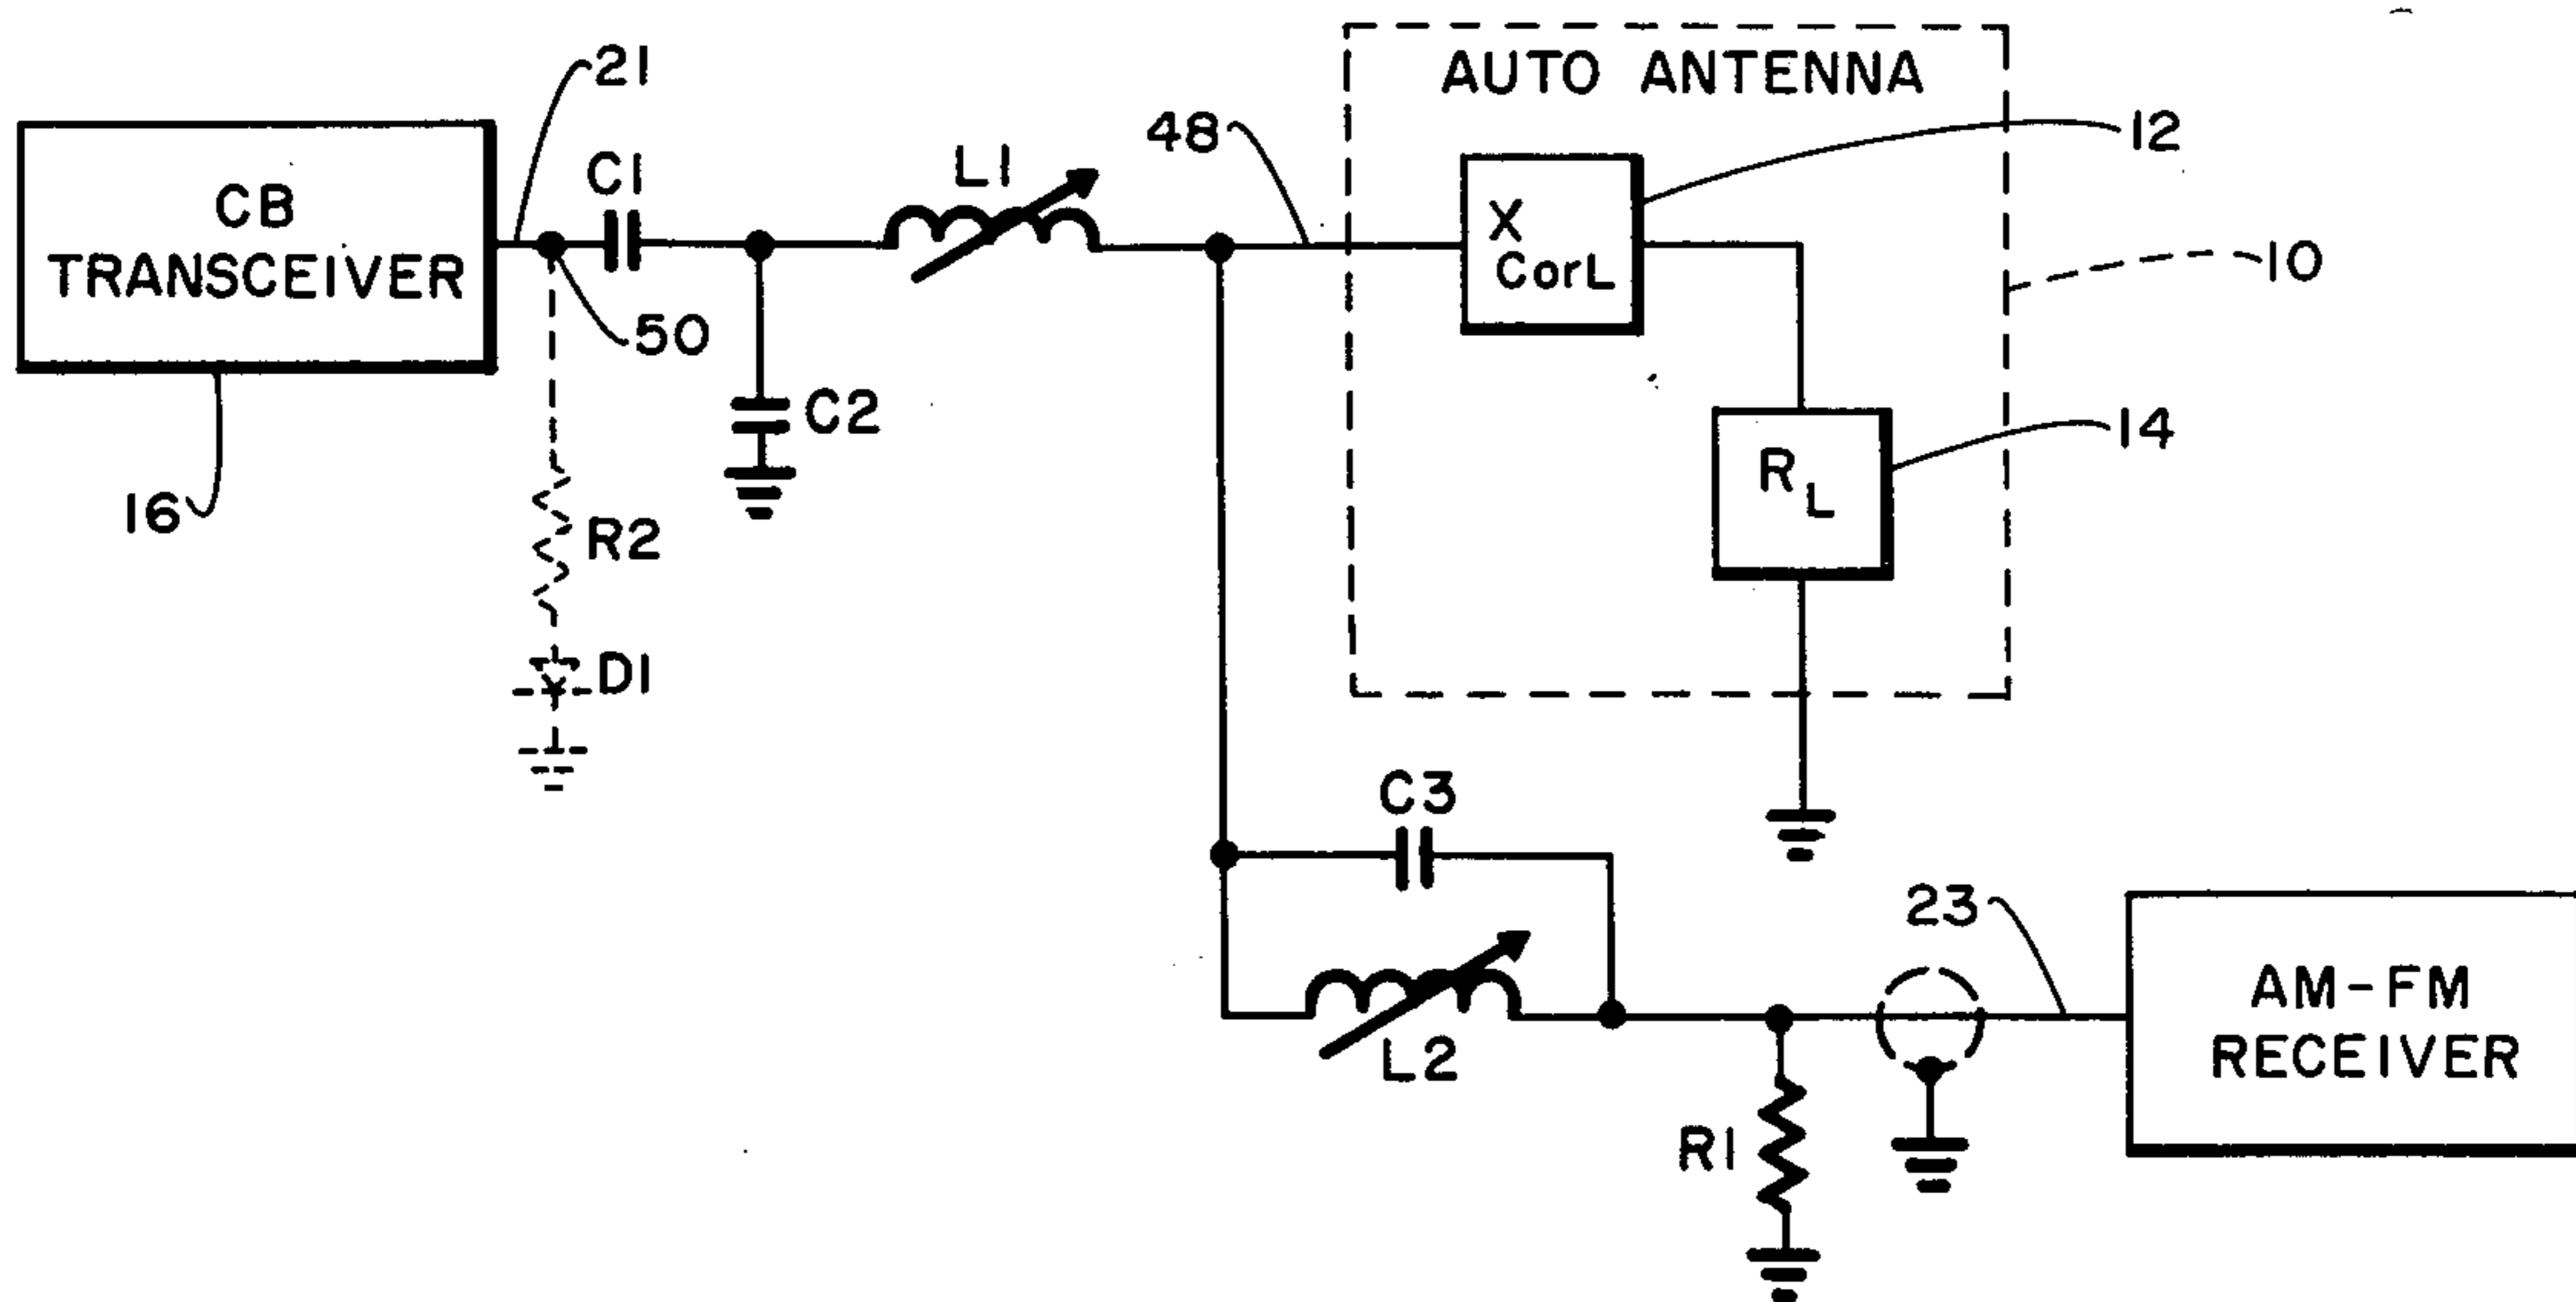 21
AUTO ANTENNA
CB
TRANSCEIVER
C1
L1
48
X
CorL
12
10
50
C2
16
R2
RL
14
D1
C3
23
L2
AM-FM
RECEIVER
R1